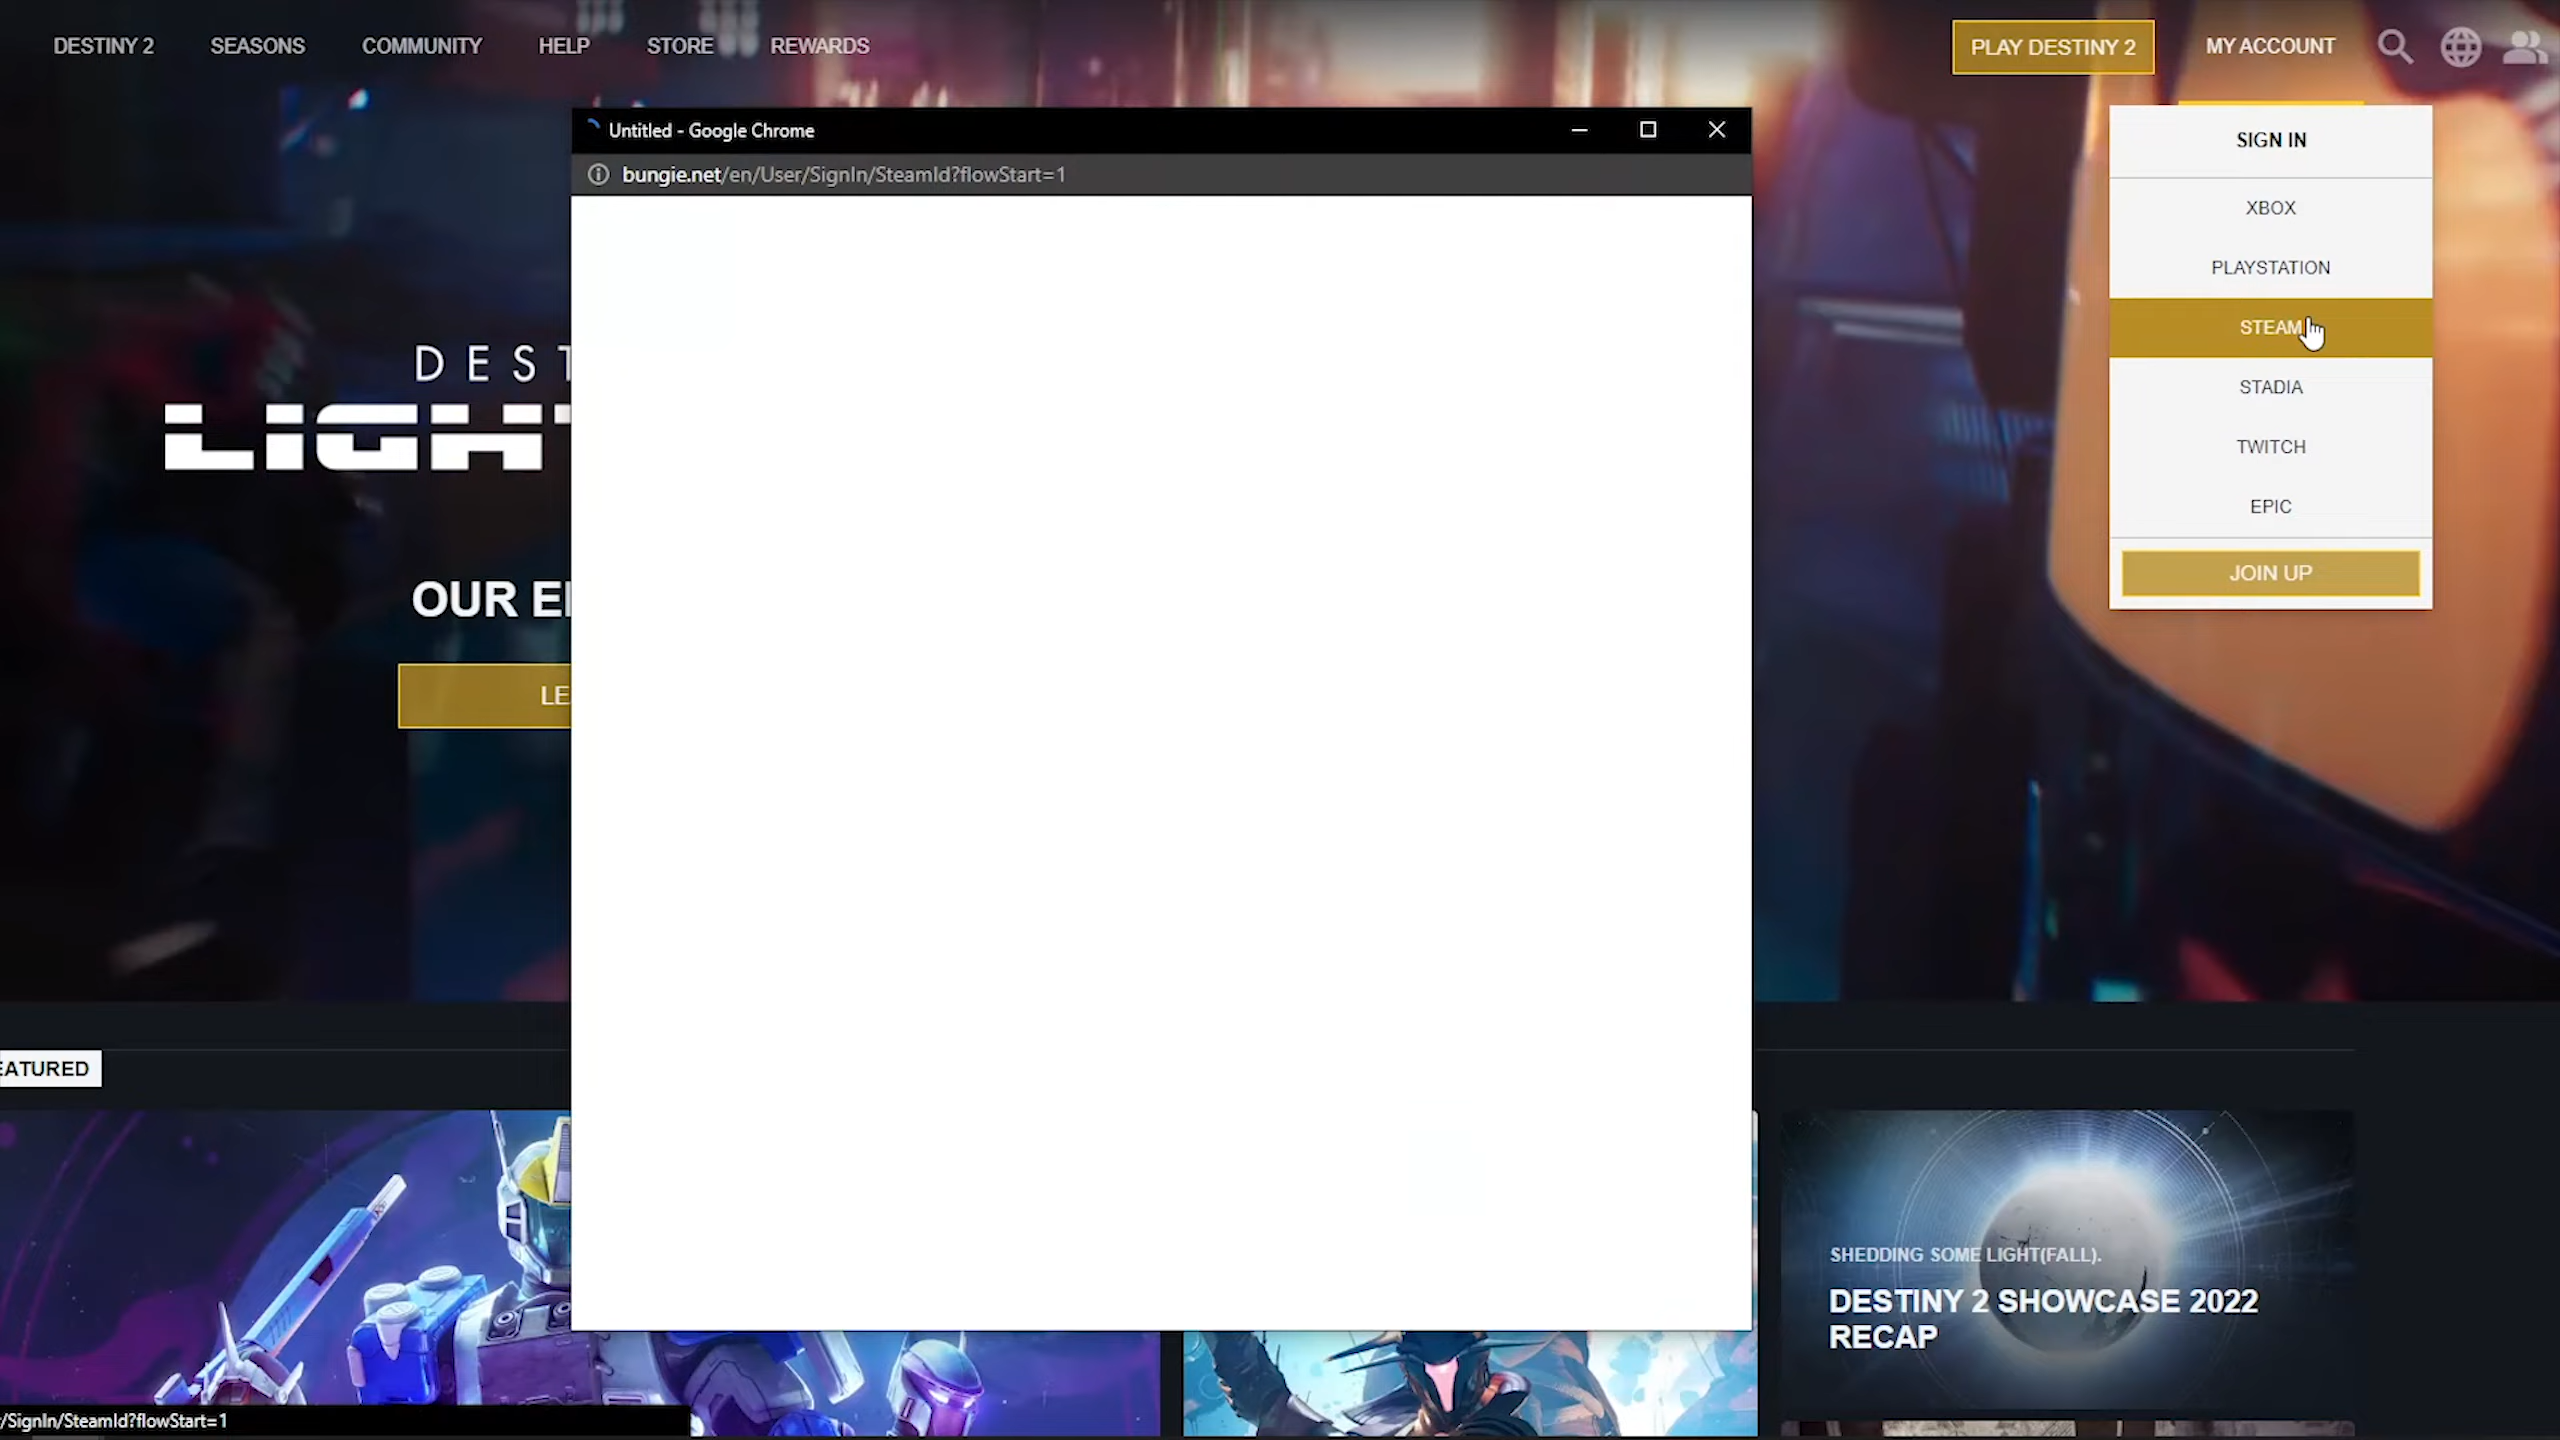 DESTINY 2 SEASONS COMMUNITY HELP STORE REWARDS PLAY DESTINY 2 MY ACCOUNT
Untitled - Google Chrome
bungie.net/en/User/SignIn/SteamId?flowStart=1
SIGN IN
XBOX
PLAYSTATION
STEAM
STADIA
TWITCH
EPIC
JOIN UP
DEST
LIGHT
OUR E
LE
EATURED
SHEDDING SOME LIGHT(FALL).
DESTINY 2 SHOWCASE 2022
RECAP
/SignIn/SteamId?flowStart=1